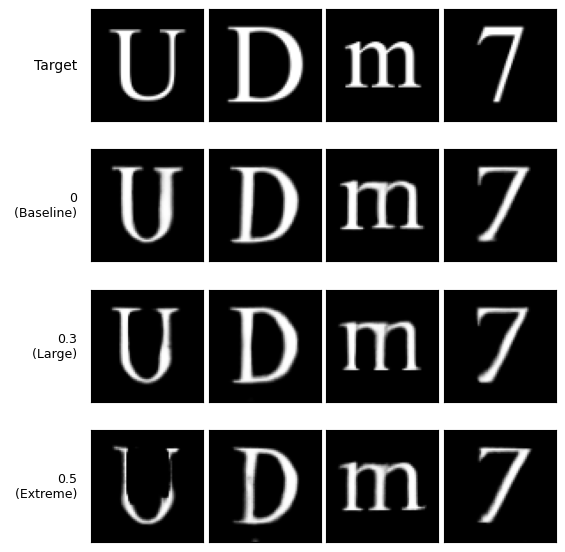 Target U D m 7
0
(Baseline) U D m 7
0.3
(Large) U D m 7
0.5
(Extreme) U D m 7